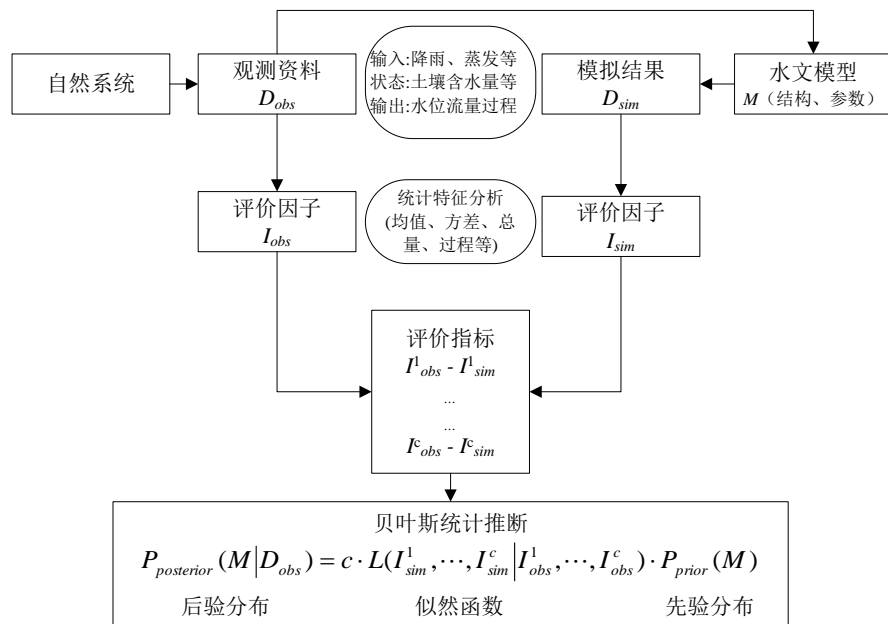 自然系统
观测资料
D_obs
输入:降雨、蒸发等
状态:土壤含水量等
输出:水位流量过程
模拟结果
D_sim
水文模型
M（结构、参数）
评价因子
I_obs
统计特征分析
(均值、方差、总
量、过程等)
评价因子
I_sim
评价指标
I^1_obs - I^1_sim
...
...
I^c_obs - I^c_sim
贝叶斯统计推断
P_posterior(M|D_obs) = c·L(I^1_sim,⋯,I^c_sim|I^1_obs,⋯,I^c_obs)·P_prior(M)
后验分布 似然函数 先验分布